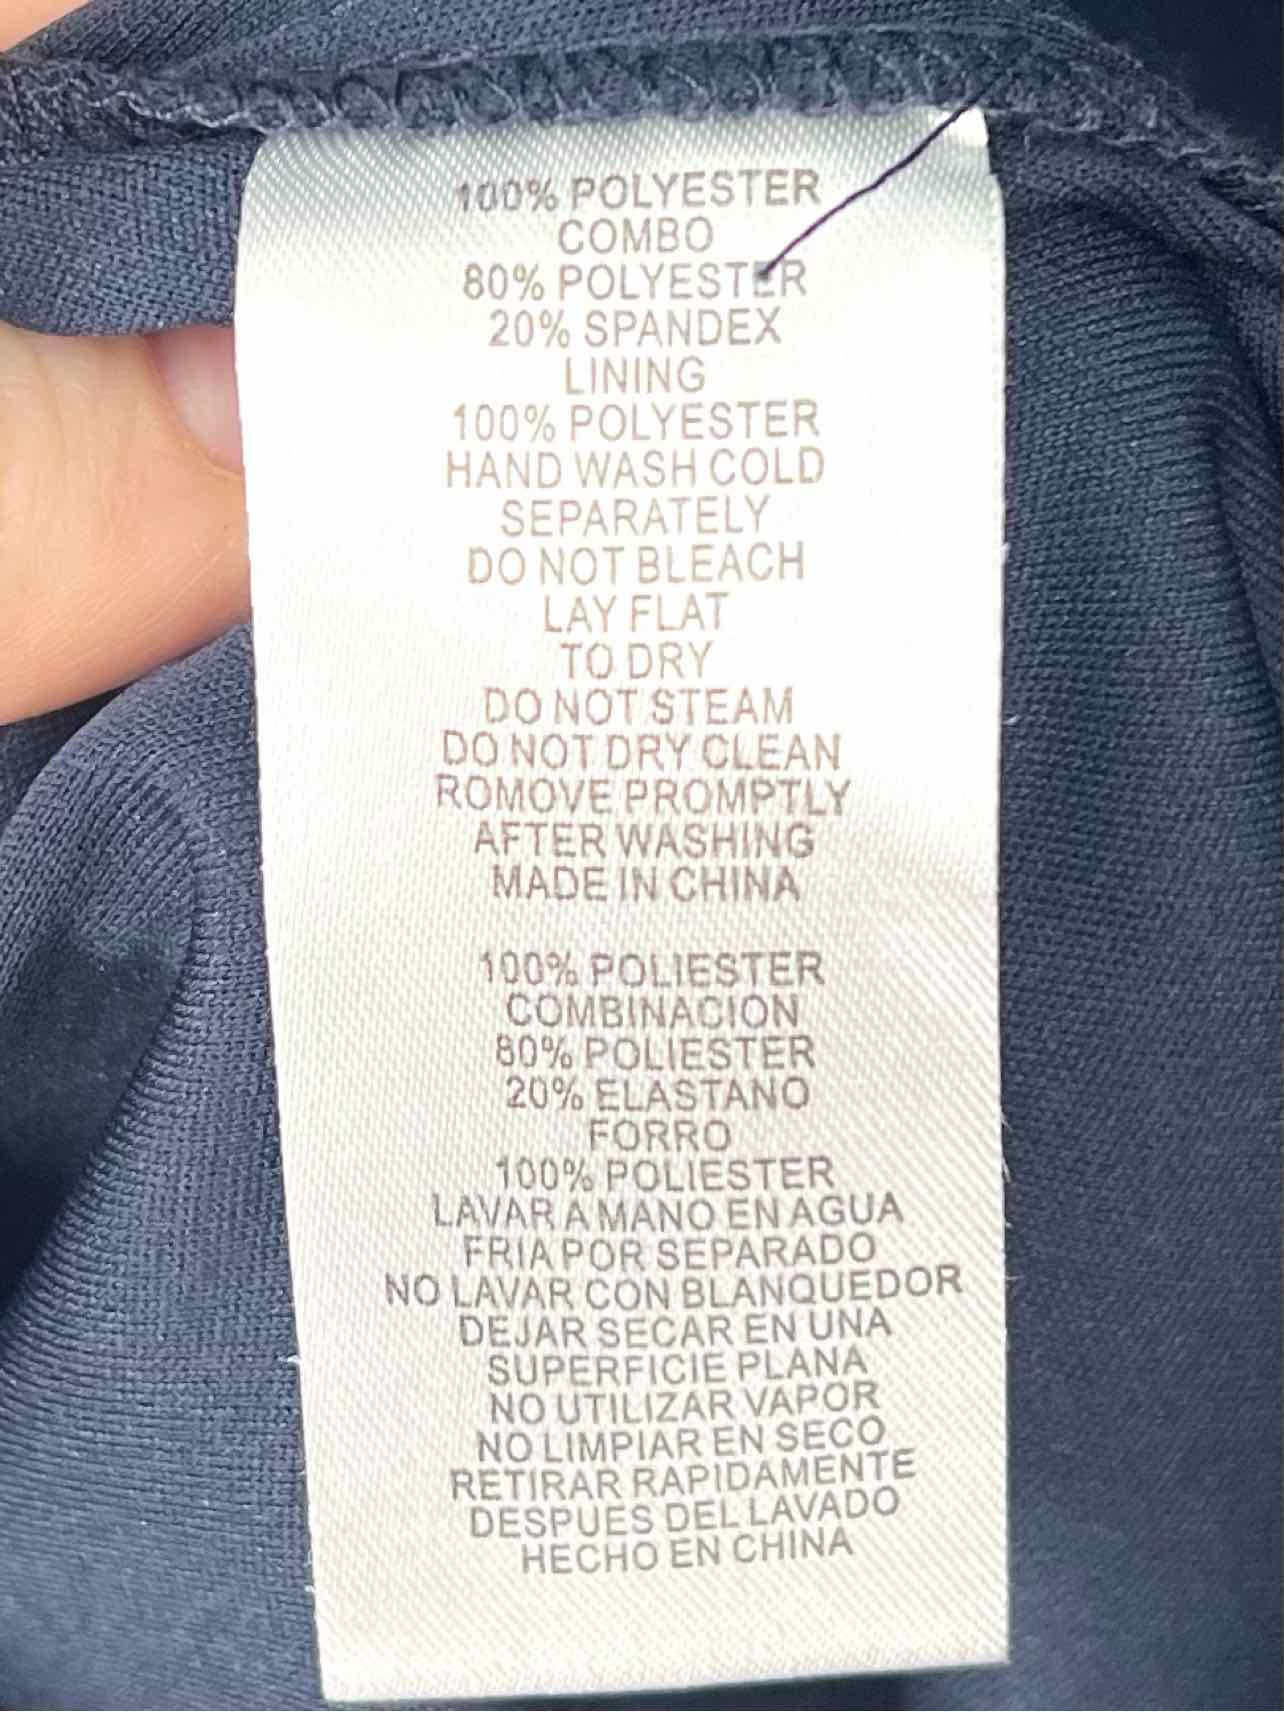 100% POLYESTER
COMBO
80% POLYESTER
20% SPANDEX
LINING
100% POLYESTER
HAND WASH COLD
SEPARATELY
DO NOT BLEACH
LAY FLAT
TO DRY
DO NOT STEAM
DO NOT DRY CLEAN
ROMOVE PROMPTLY
AFTER WASHING
MADE IN CHINA
100% POLIESTER
COMBINACION
80% POLIESTER
20% ELASTANO
FORRO
100% POLIESTER
LAVAR A MANO EN AGUA
FRIA POR SEPARADO
NO LAVAR CON BLANQUEDOR
DEJAR SECAR EN UNA
SUPERFICIE PLANA
NO UTILIZAR VAPOR
NO LIMPIAR EN SECO
RETIRAR RAPIDAMENTE
DESPUES DEL LAVADO
HECHO EN CHINA